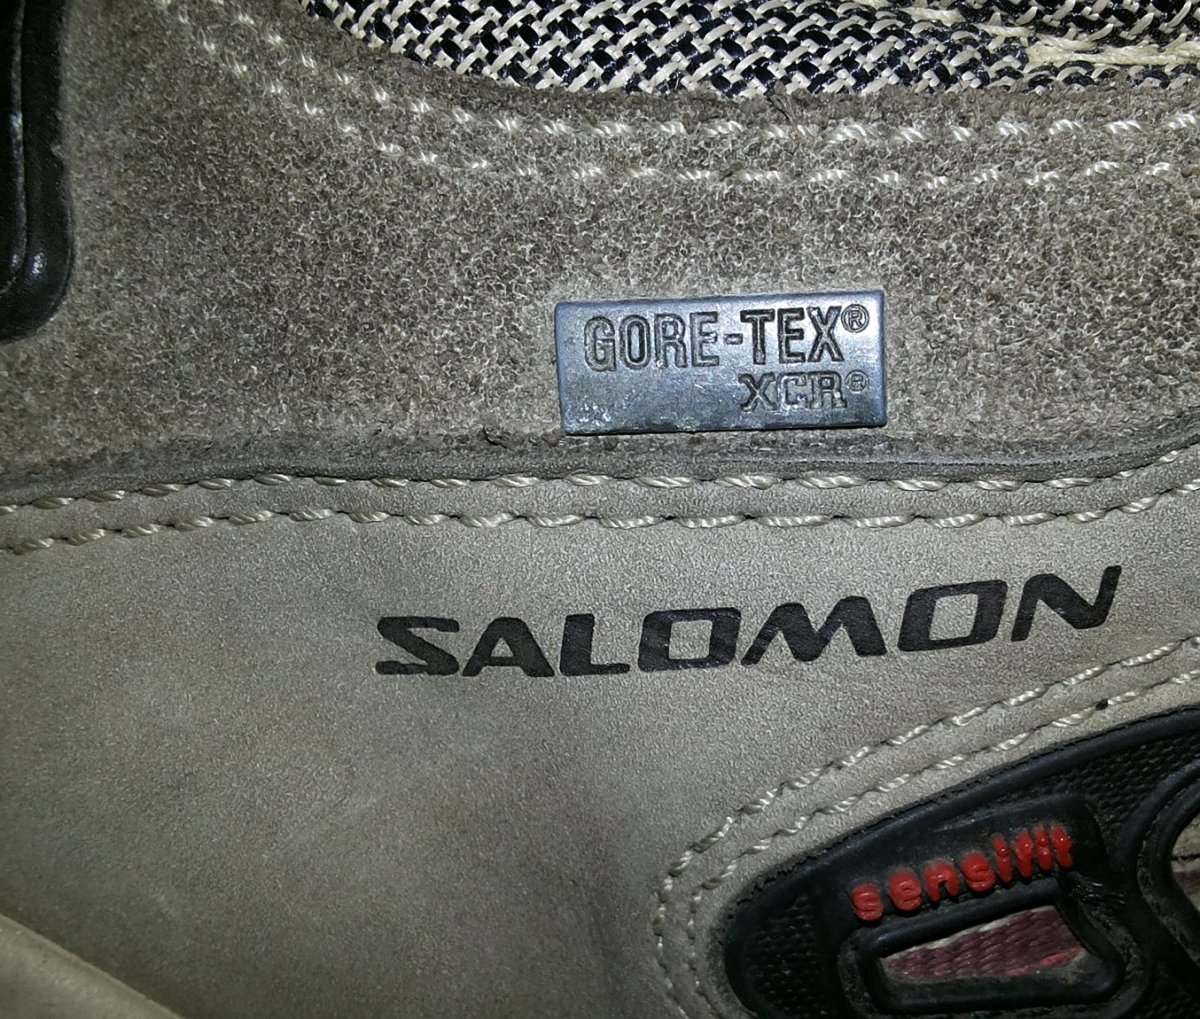 GORE-TEX®
XCR®
SALOMON
sensifit